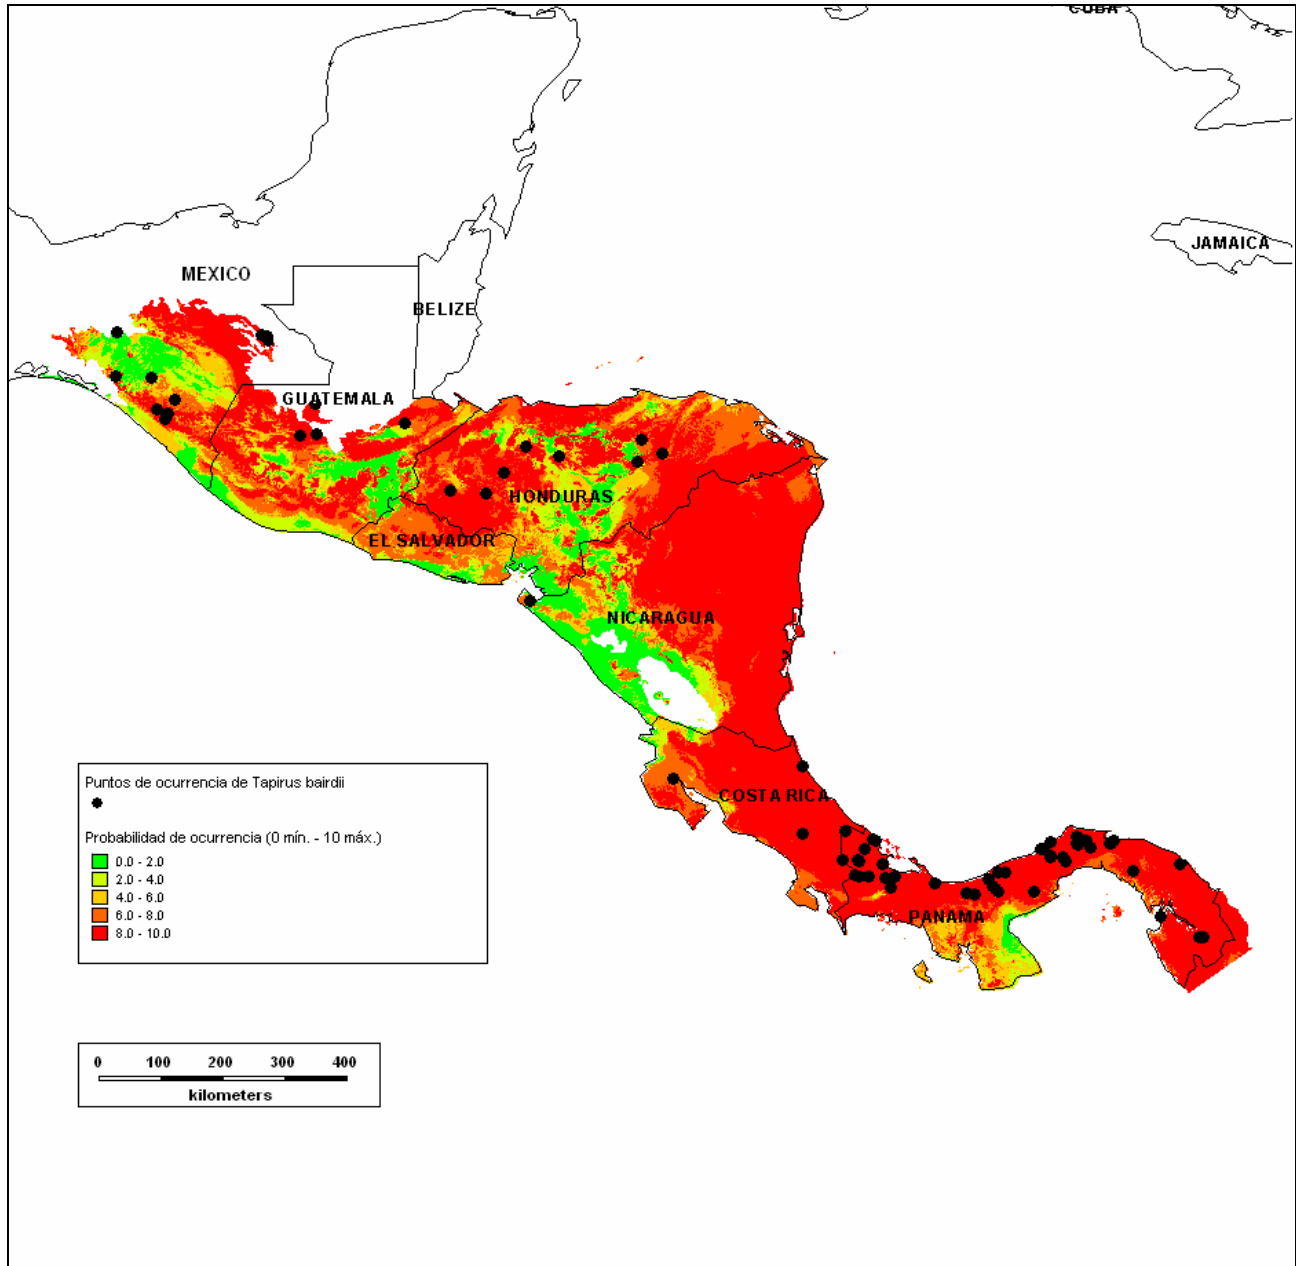 CUBA
JAMAICA
MEXICO
BELIZE
GUATEMALA
HONDURAS
EL SALVADOR
NICARAGUA
COSTA RICA
PANAMA
Puntos de ocurrencia de Tapirus bairdii
Probabilidad de ocurrencia (0 mín. - 10 máx.)
0.0 - 2.0
2.0 - 4.0
4.0 - 6.0
6.0 - 8.0
8.0 - 10.0
0 100 200 300 400
kilometers